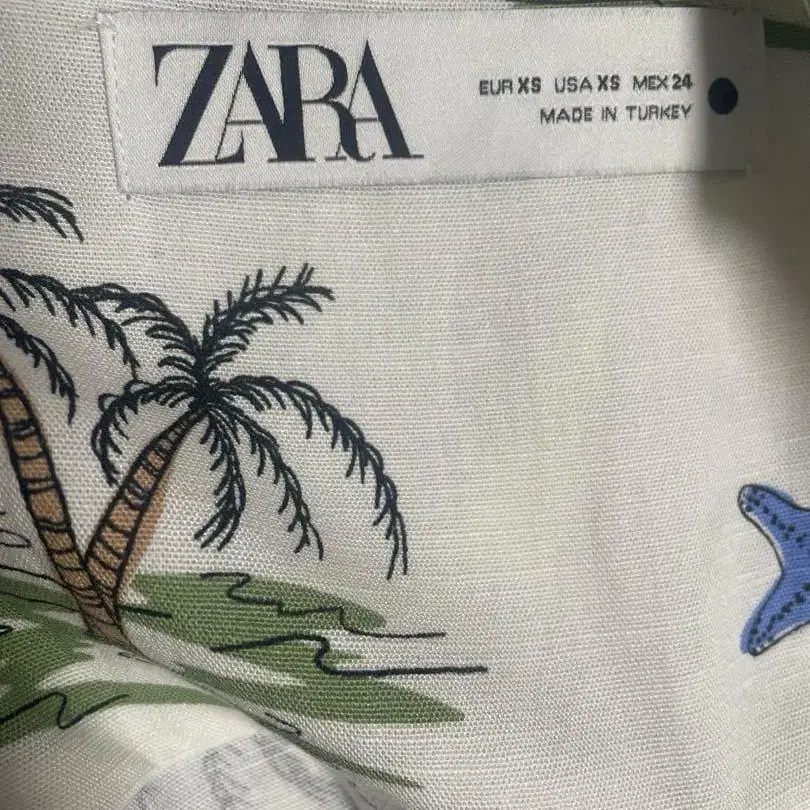 ZARA
EUR XS USA XS MEX 24
MADE IN TURKEY